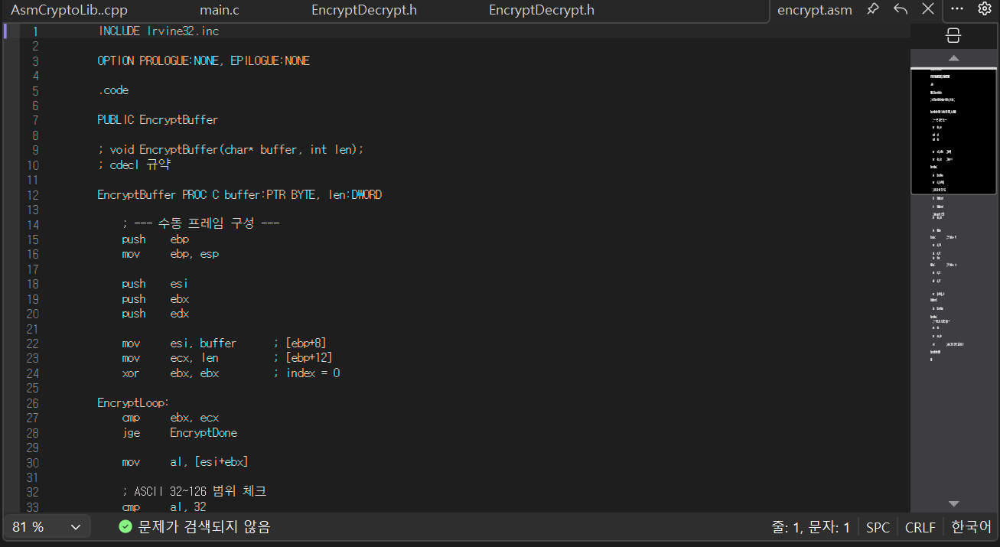 AsmCryptoLib..cpp main.c EncryptDecrypt.h EncryptDecrypt.h encrypt.asm
1 INCLUDE Irvine32.inc
2
3 OPTION PROLOGUE:NONE, EPILOGUE:NONE
4
5 .code
6
7 PUBLIC EncryptBuffer
8
9 ; void EncryptBuffer(char* buffer, int len);
10 ; cdecl 규약
11
12 EncryptBuffer PROC C buffer:PTR BYTE, len:DWORD
13
14 ; --- 수동 프레임 구성 ---
15 push ebp
16 mov ebp, esp
17
18 push esi
19 push ebx
20 push edx
21
22 mov esi, buffer ; [ebp+8]
23 mov ecx, len ; [ebp+12]
24 xor ebx, ebx ; index = 0
25
26 EncryptLoop:
27 cmp ebx, ecx
28 jge EncryptDone
29
30 mov al, [esi+ebx]
31
32 ; ASCII 32~126 범위 체크
33 cmp al, 32
81 % 문제가 검색되지 않음 줄: 1, 문자: 1 SPC CRLF 한국어